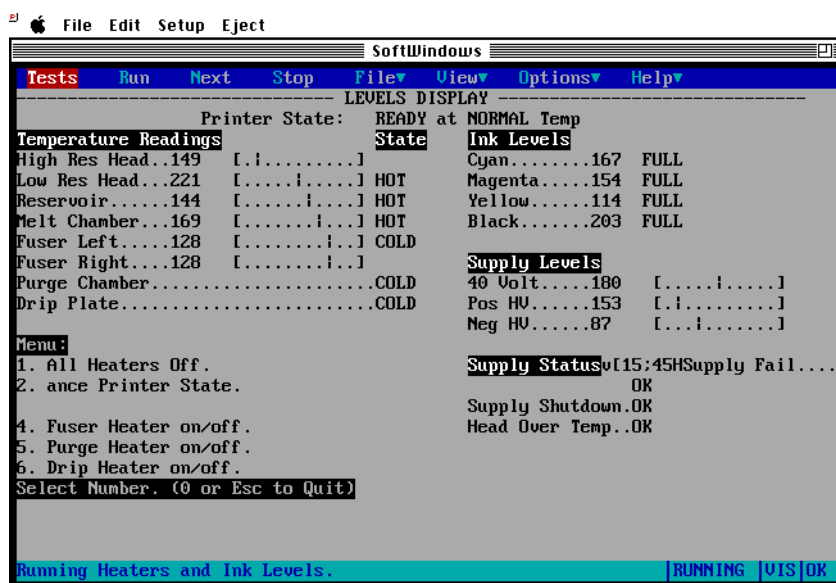 File Edit Setup Eject
SoftWindows
Tests Run Next Stop File▼ View▼ Options▼ Help▼
------------------------------- LEVELS DISPLAY -------------------------------
Printer State: READY at NORMAL Temp
Temperature Readings State Ink Levels
High Res Head..149 [.¦.........] Cyan........167 FULL
Low Res Head...221 [.....¦.....] HOT Magenta.....154 FULL
Reservoir......144 [......¦....] HOT Yellow......114 FULL
Melt Chamber...169 [.......¦...] HOT Black.......203 FULL
Fuser Left.....128 [........¦..] COLD
Fuser Right....128 [........¦..] Supply Levels
Purge Chamber......................COLD 40 Volt.....180 [.....¦.....]
Drip Plate.........................COLD Pos HV......153 [.¦.........]
Neg HV......87 [...¦.......]
Menu:
1. All Heaters Off. Supply Statusv[15;45HSupply Fail....
2. ance Printer State. OK
Supply Shutdown.OK
4. Fuser Heater on/off. Head Over Temp..OK
5. Purge Heater on/off.
6. Drip Heater on/off.
Select Number. (0 or Esc to Quit)
Running Heaters and Ink Levels. |RUNNING |VIS|OK